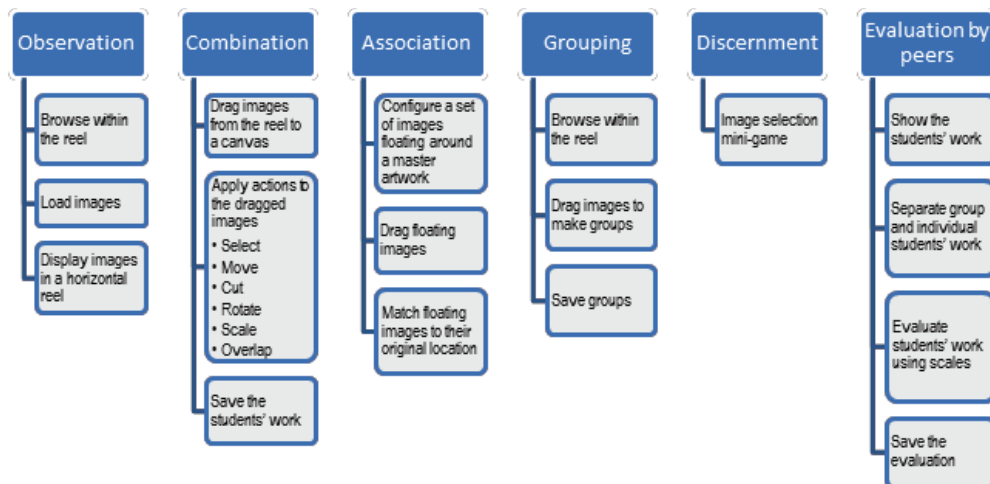 Observation
Browse within
the reel
Load images
Display images
in a horizontal
reel
Combination
Drag images
from the reel to
a canvas
Apply actions to
the dragged
images
• Select
• Move
• Cut
• Rotate
• Scale
• Overlap
Save the
students' work
Association
Configure a set
of images
floating around
a master
artwork
Drag floating
images
Match floating
images to their
original location
Grouping
Browse within
the reel
Drag images to
make groups
Save groups
Discernment
Image selection
mini-game
Evaluation by
peers
Show the
students' work
Separate group
and individual
students' work
Evaluate
students' work
using scales
Save the
evaluation